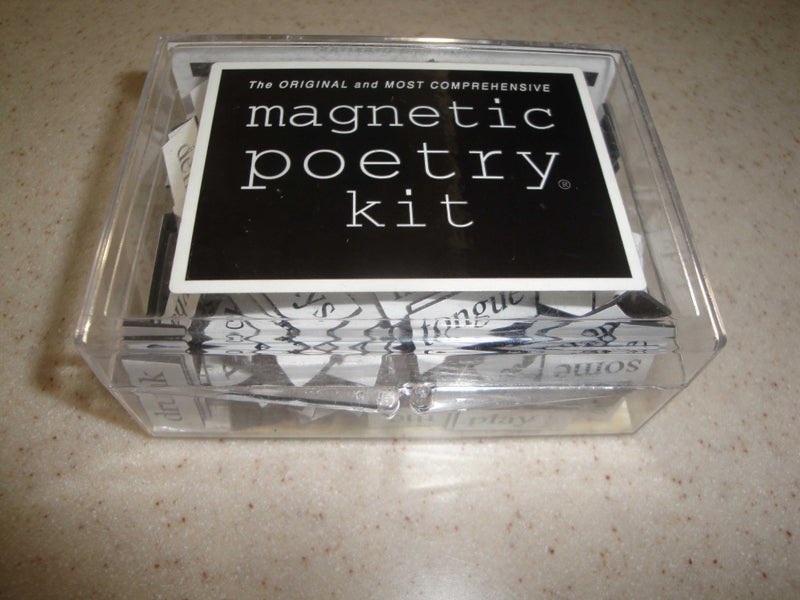 The ORIGINAL and MOST COMPREHENSIVE
magnetic
poetry®
kit
tongue
some
play